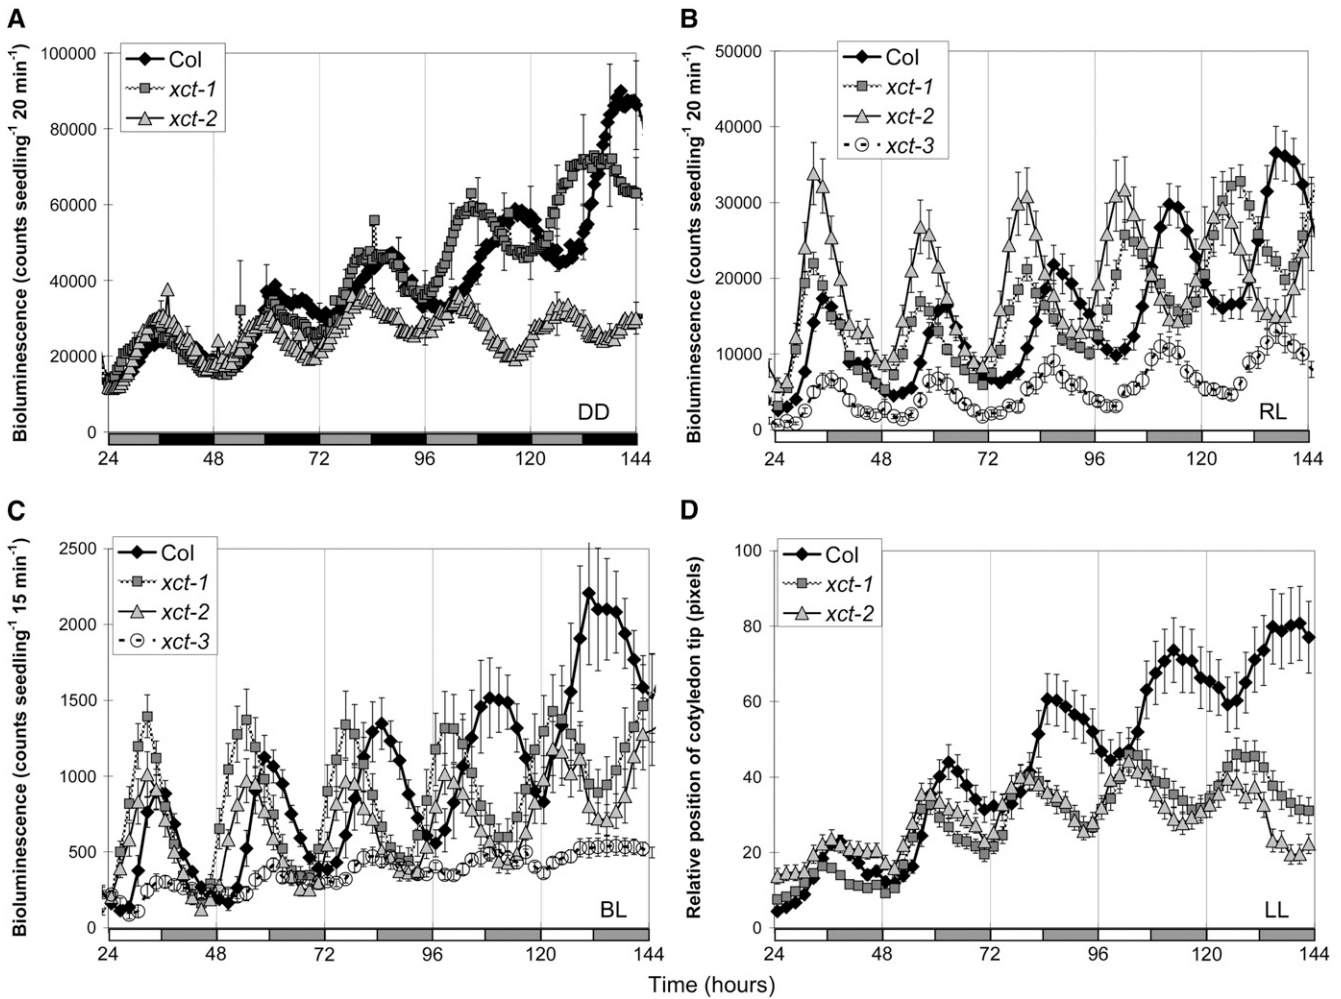 A
Bioluminescence (counts seedling⁻¹ 20 min⁻¹)
100000
80000
60000
40000
20000
0
Col
xct-1
xct-2
DD
24 48 72 96 120 144
B
Bioluminescence (counts seedling⁻¹ 20 min⁻¹)
50000
40000
30000
20000
10000
0
Col
xct-1
xct-2
xct-3
RL
24 48 72 96 120 144
C
Bioluminescence (counts seedling⁻¹ 15 min⁻¹)
2500
2000
1500
1000
500
0
Col
xct-1
xct-2
xct-3
BL
24 48 72 96 120 144
D
Relative position of cotyledon tip (pixels)
100
80
60
40
20
0
Col
xct-1
xct-2
LL
24 48 72 96 120 144
Time (hours)